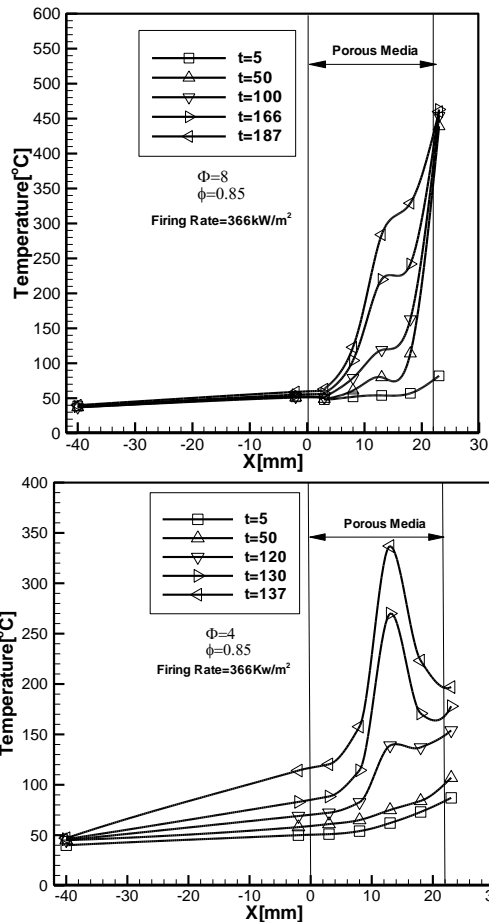 600
550
500
450
400
350
300
250
200
150
100
50
0
Temperature[°C]
t=5
t=50
t=100
t=166
t=187
Porous Media
Φ=8
ϕ=0.85
Firing Rate=366kW/m²
-40 -30 -20 -10 0 10 20 30
X[mm]
400
350
300
250
200
150
100
50
0
Temperature[°C]
t=5
t=50
t=120
t=130
t=137
Porous Media
Φ=4
ϕ=0.85
Firing Rate=366Kw/m²
-40 -30 -20 -10 0 10 20 3
X[mm]